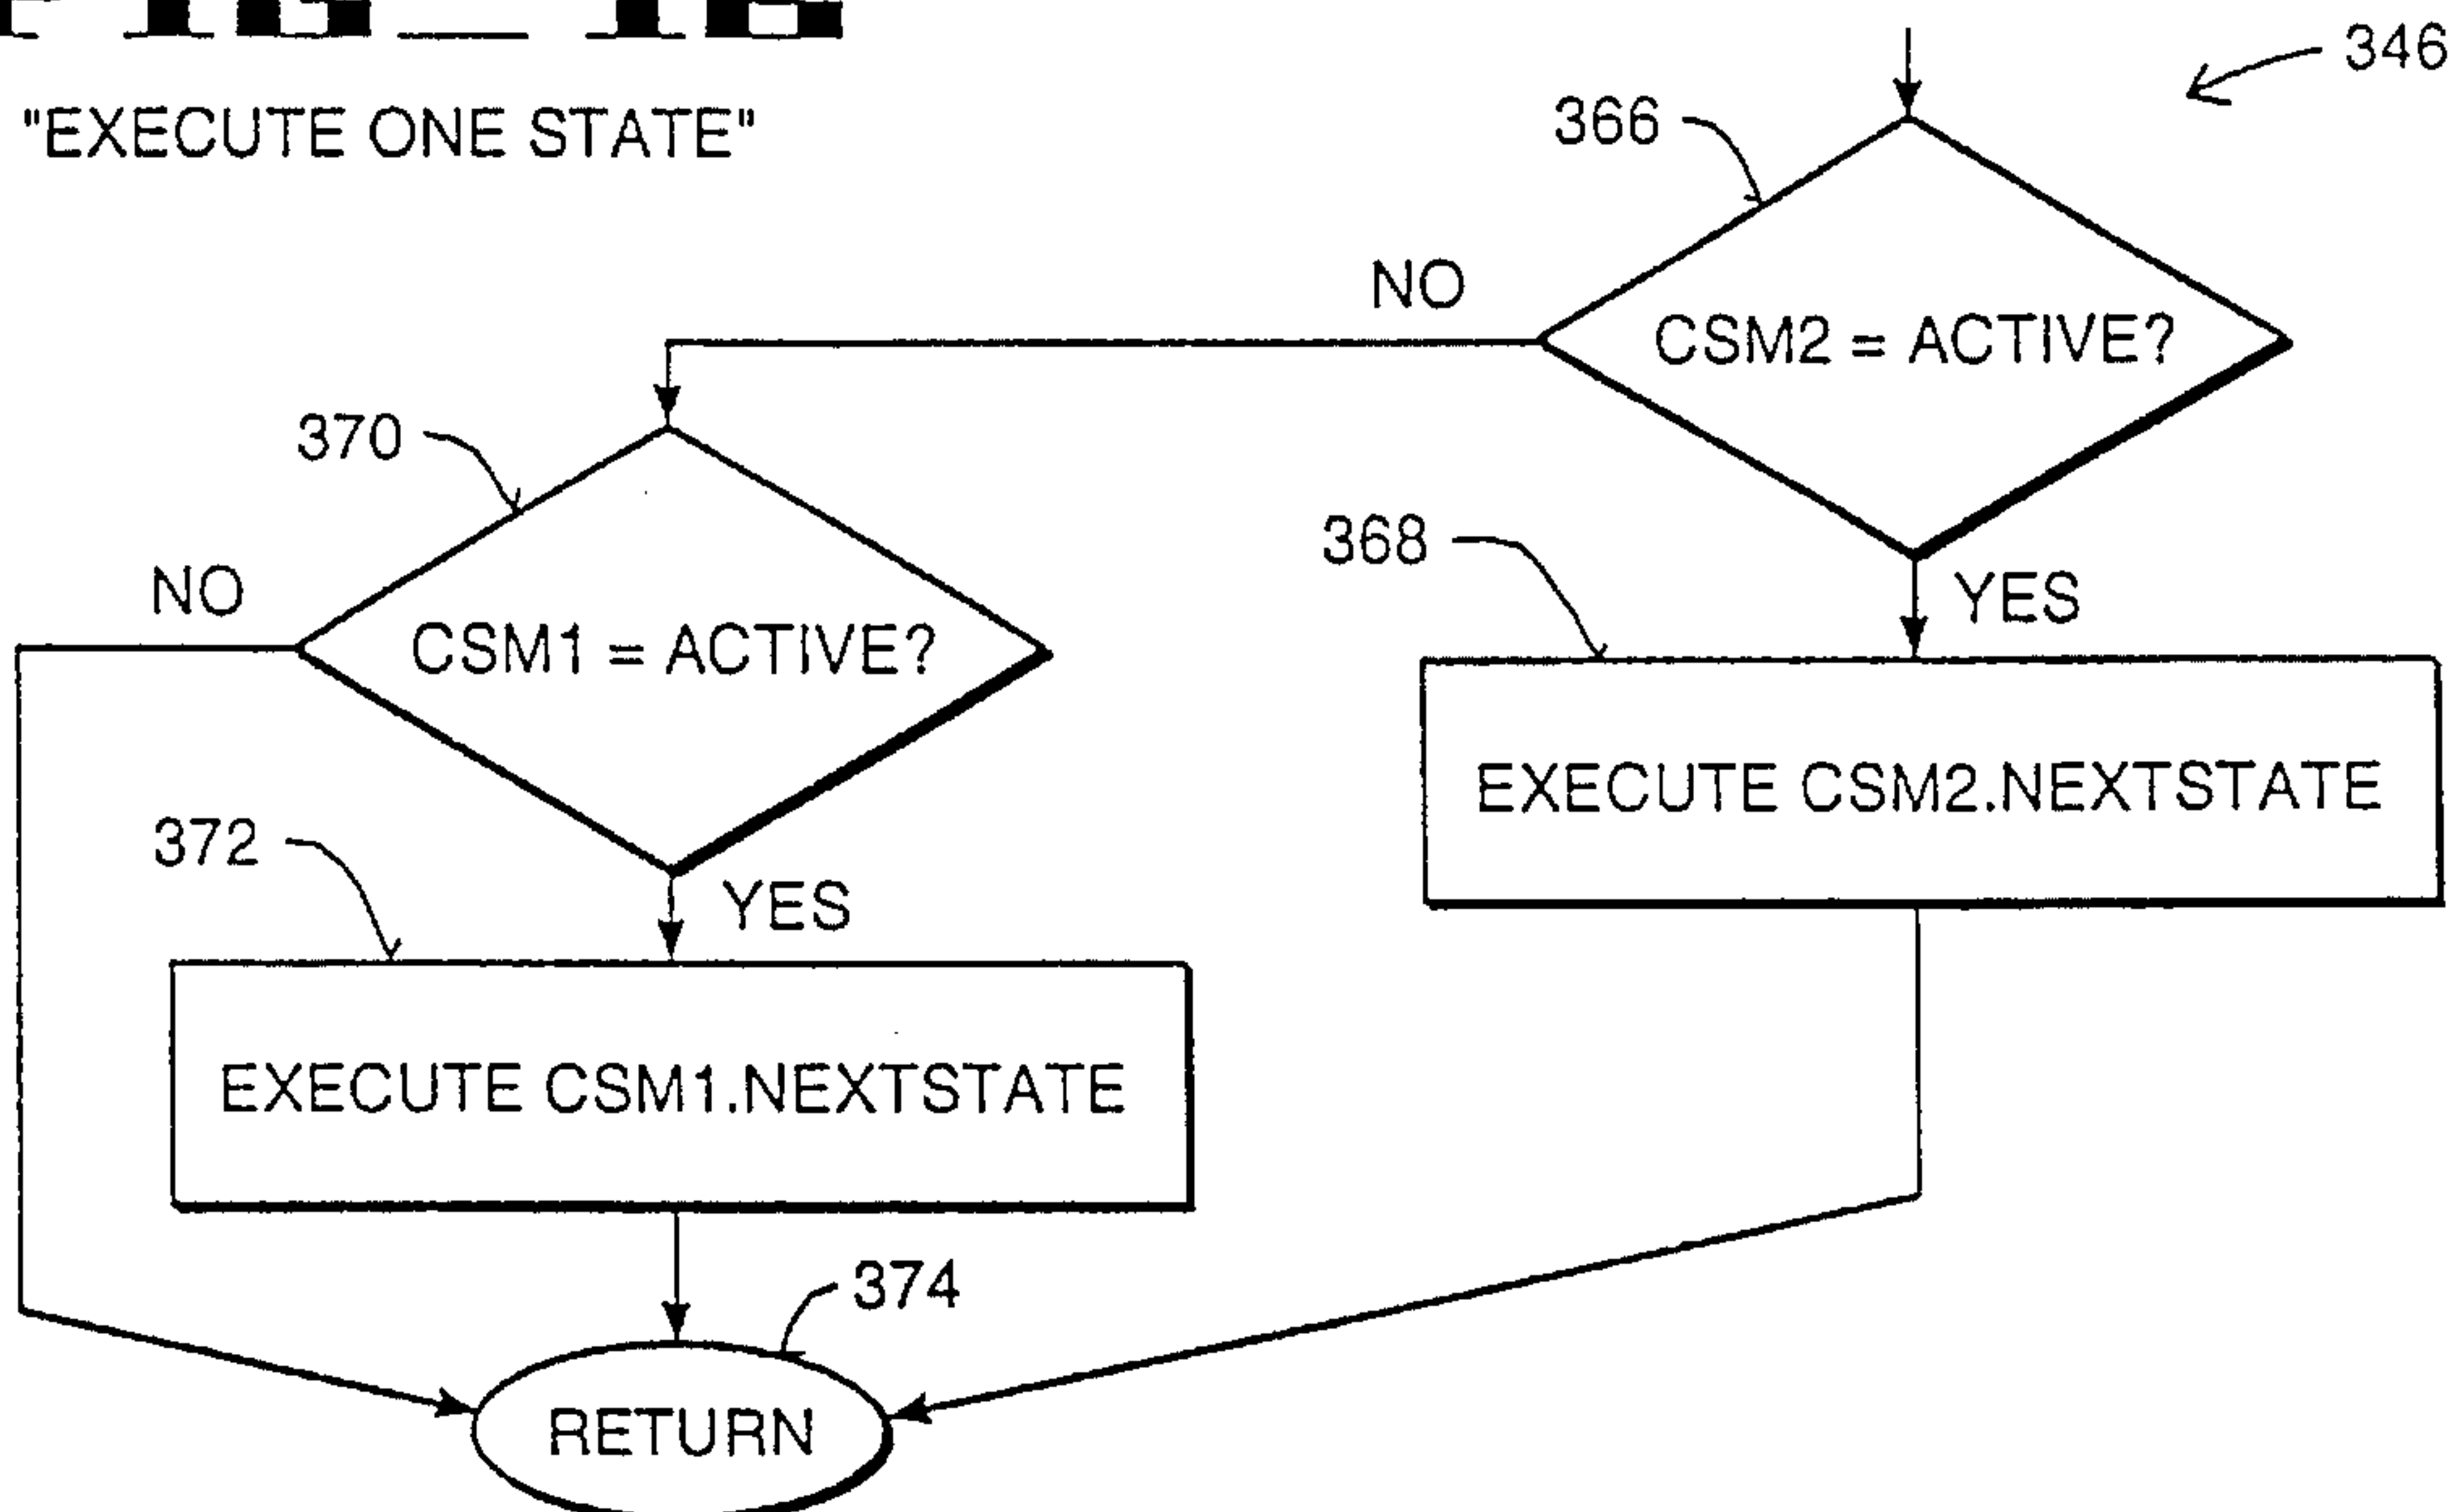 "EXECUTE ONE STATE"
346
366
CSM2 = ACTIVE?
NO
YES
368
EXECUTE CSM2.NEXTSTATE
370
CSM1 = ACTIVE?
NO
YES
372
EXECUTE CSM1.NEXTSTATE
374
RETURN